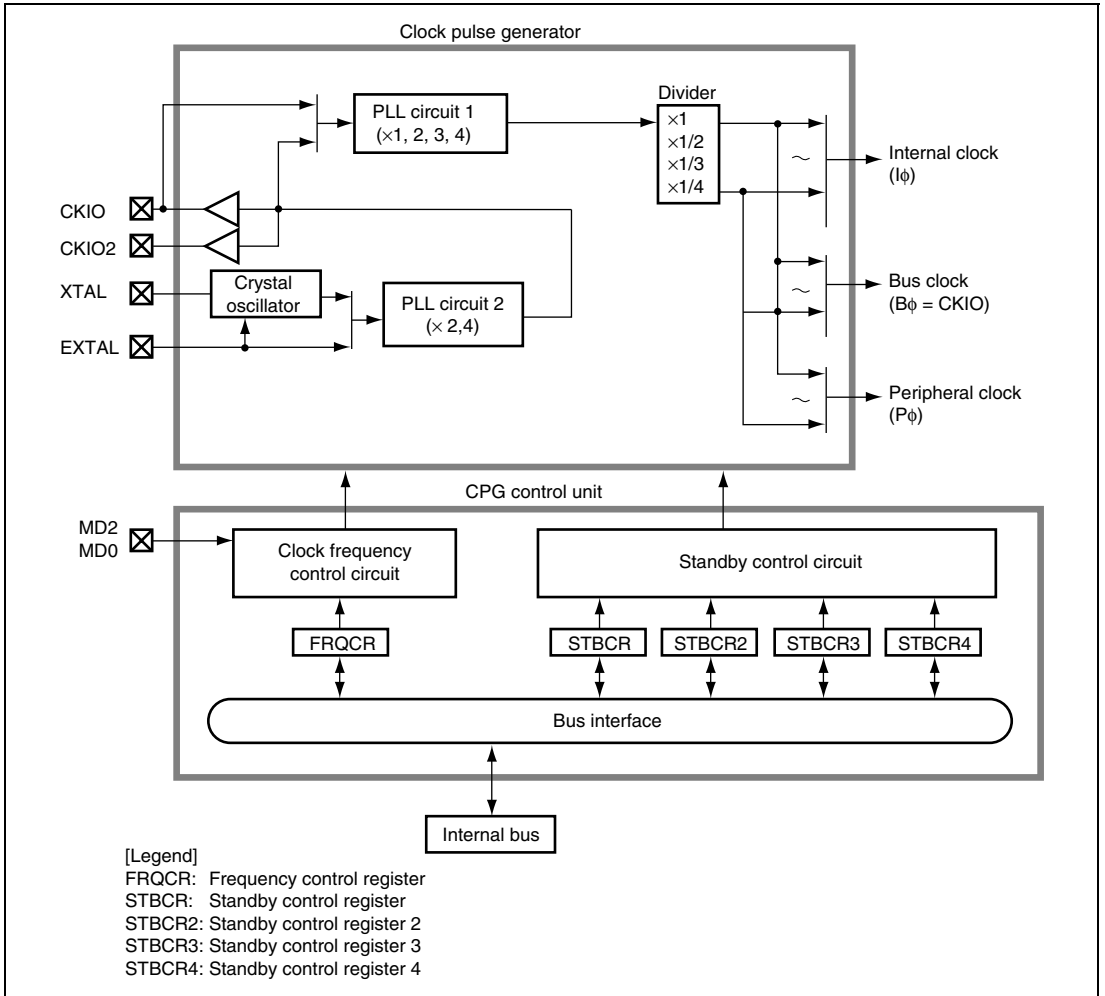 Clock pulse generator
PLL circuit 1
(×1, 2, 3, 4)
Divider
×1
×1/2
×1/3
×1/4
~
Internal clock
(Iϕ)
CKIO
CKIO2
XTAL
EXTAL
Crystal
oscillator
PLL circuit 2
(× 2,4)
~
Bus clock
(Bϕ = CKIO)
~
Peripheral clock
(Pϕ)
CPG control unit
MD2
MD0
Clock frequency
control circuit
Standby control circuit
FRQCR
STBCR
STBCR2
STBCR3
STBCR4
Bus interface
Internal bus
[Legend]
FRQCR: Frequency control register
STBCR: Standby control register
STBCR2: Standby control register 2
STBCR3: Standby control register 3
STBCR4: Standby control register 4